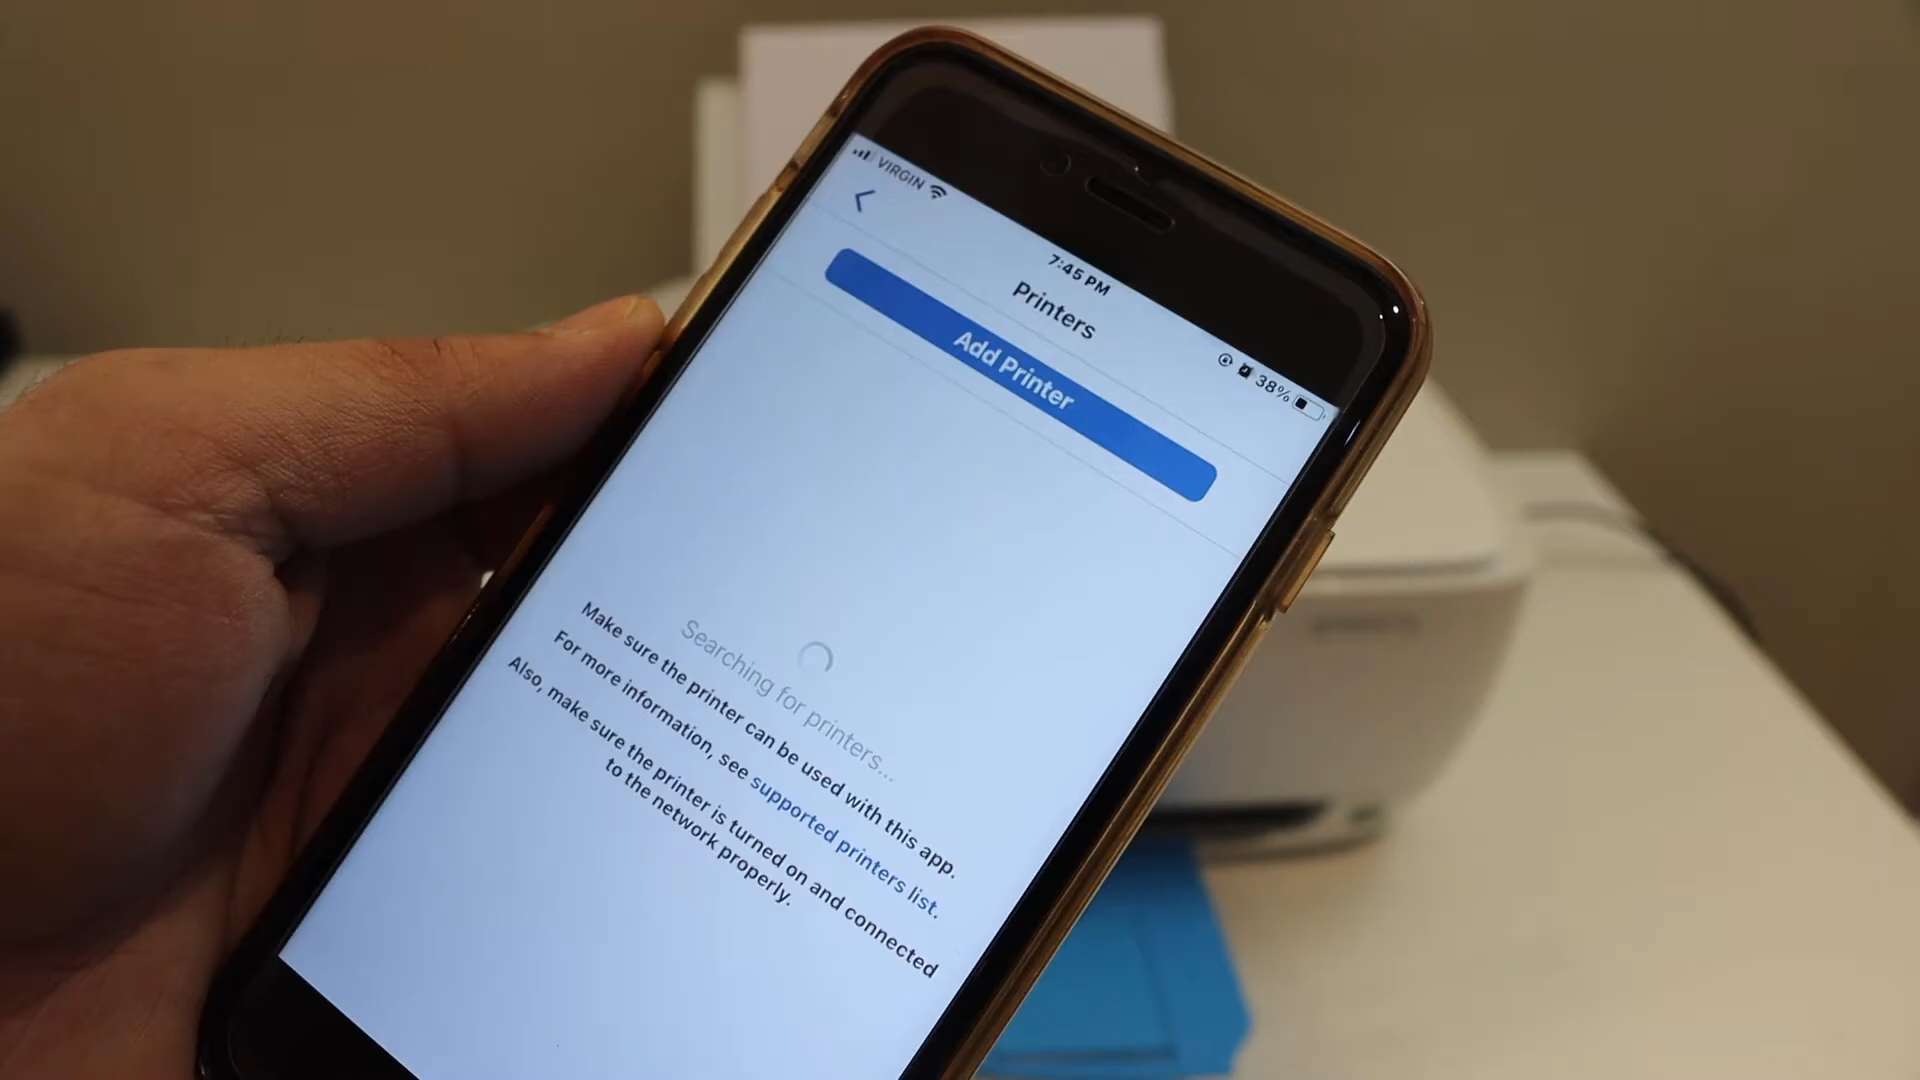 VIRGIN
7:45 PM
38%
Printers
Add Printer
Searching for printers...
Make sure the printer can be used with this app.
For more information, see supported printers list.
Also, make sure the printer is turned on and connected
to the network properly.